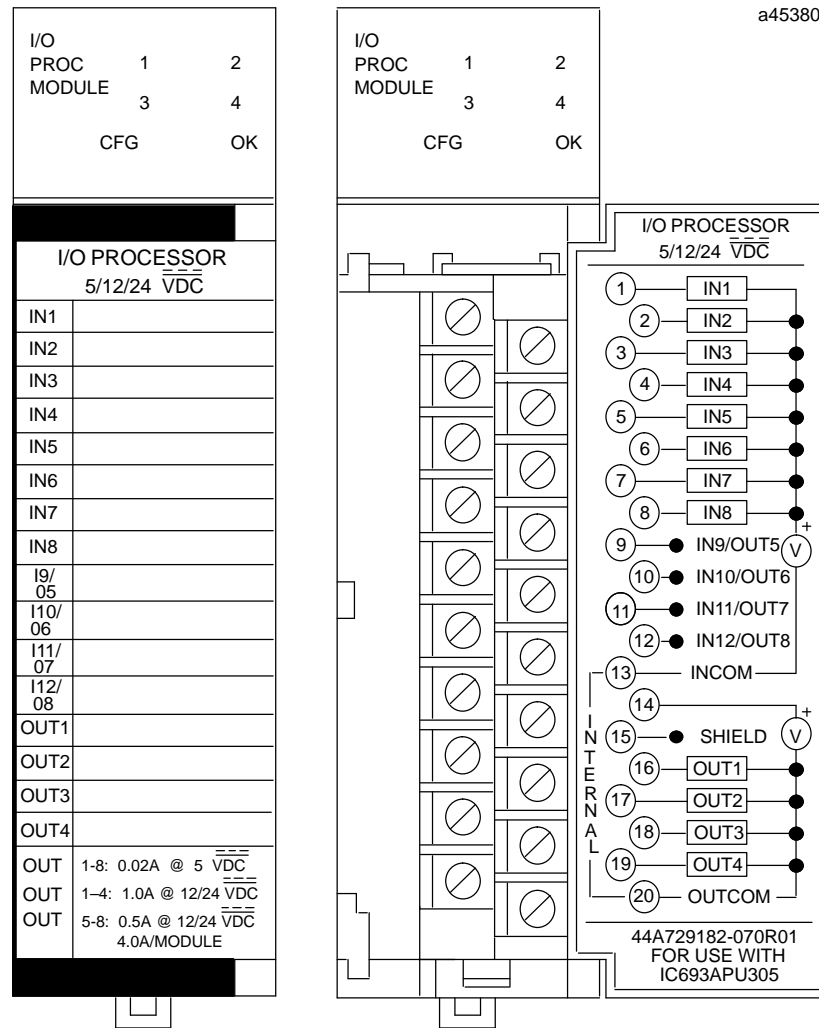 a45380
I/O
PROC 1 2
MODULE
3 4
CFG OK
I/O
PROC 1 2
MODULE
3 4
CFG OK
I/O PROCESSOR
5/12/24 VDC
IN1
IN2
IN3
IN4
IN5
IN6
IN7
IN8
I9/
05
I10/
06
I11/
07
I12/
08
OUT1
OUT2
OUT3
OUT4
OUT 1-8: 0.02A @ 5 VDC
OUT 1–4: 1.0A @ 12/24 VDC
OUT 5-8: 0.5A @ 12/24 VDC
4.0A/MODULE
I/O PROCESSOR
5/12/24 VDC
1 IN1
2 IN2
3 IN3
4 IN4
5 IN5
6 IN6
7 IN7
8 IN8
+
9 IN9/OUT5 V
10 IN10/OUT6
11 IN11/OUT7
12 IN12/OUT8
13 INCOM
14
+
15 SHIELD V
16 OUT1
17 OUT2
18 OUT3
19 OUT4
20 OUTCOM
INTERNAL
44A729182-070R01
FOR USE WITH
IC693APU305